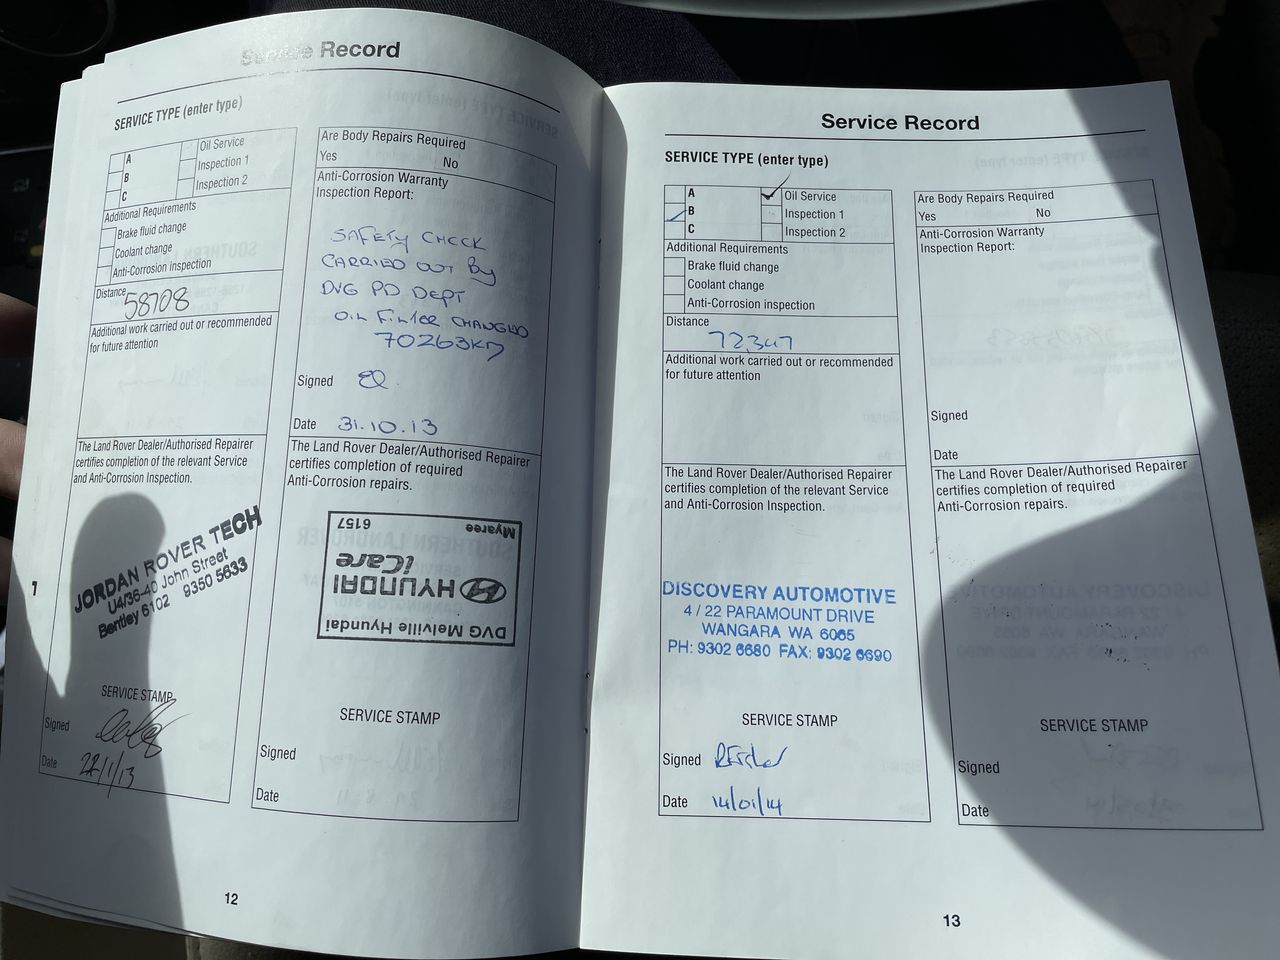 Service Record
SERVICE TYPE (enter type)
A
B
C
Oil Service
Inspection 1
Inspection 2
Additional Requirements
Brake fluid change
Coolant change
Anti-Corrosion inspection
Distance
58708
Additional work carried out or recommended
for future attention
The Land Rover Dealer/Authorised Repairer
certifies completion of the relevant Service
and Anti-Corrosion Inspection.
JORDAN ROVER TECH
U4/36-40 John Street
Bentley 6102 9350 5633
SERVICE STAMP
Signed
Date 22/1/13
Are Body Repairs Required
Yes No
Anti-Corrosion Warranty
Inspection Report:
SAFETY CHECK
CARRIED OUT BY
DVG PD DEPT
OIL FILTER CHANGED
70263KM
Signed
Date 31.10.13
The Land Rover Dealer/Authorised Repairer
certifies completion of required
Anti-Corrosion repairs.
DVG Melville Hyundai
HYUNDAI
iCare
Myaree 6157
SERVICE STAMP
Signed
Date
12
1
Service Record
SERVICE TYPE (enter type)
A
B
C
Oil Service
Inspection 1
Inspection 2
Additional Requirements
Brake fluid change
Coolant change
Anti-Corrosion inspection
Distance
72347
Additional work carried out or recommended
for future attention
The Land Rover Dealer/Authorised Repairer
certifies completion of the relevant Service
and Anti-Corrosion Inspection.
DISCOVERY AUTOMOTIVE
4 / 22 PARAMOUNT DRIVE
WANGARA WA 6065
PH: 9302 6680 FAX: 9302 6690
SERVICE STAMP
Signed
Date 14/01/14
Are Body Repairs Required
Yes No
Anti-Corrosion Warranty
Inspection Report:
Signed
Date
The Land Rover Dealer/Authorised Repairer
certifies completion of required
Anti-Corrosion repairs.
SERVICE STAMP
Signed
Date
13